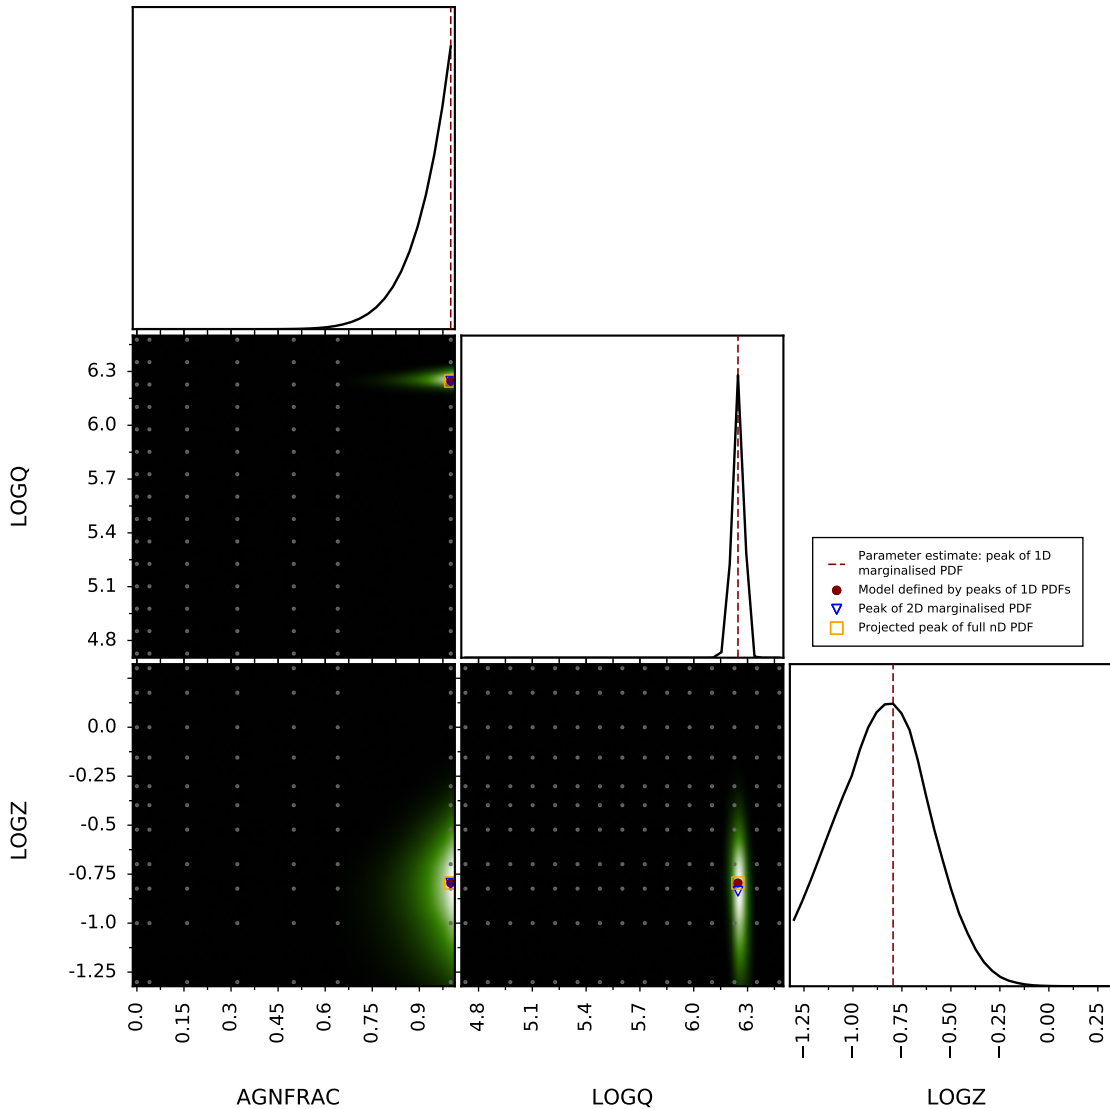 6.3
6.0
5.7
5.4
5.1
4.8
LOGQ
Parameter estimate: peak of 1D
marginalised PDF
Model defined by peaks of 1D PDFs
Peak of 2D marginalised PDF
Projected peak of full nD PDF
0.0
-0.25
-0.5
-0.75
-1.0
-1.25
LOGZ
0.0 0.15 0.3 0.45 0.6 0.75 0.9
4.8 5.1 5.4 5.7 6.0 6.3
−1.25 −1.00 −0.75 −0.50 −0.25 0.00 0.25
AGNFRAC LOGQ LOGZ